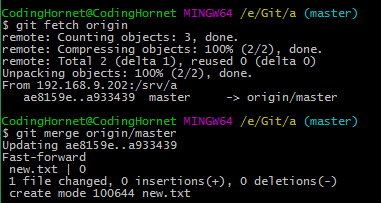 CodingHornet@CodingHornet MINGW64 /e/Git/a (master)
$ git fetch origin
remote: Counting objects: 3, done.
remote: Compressing objects: 100% (2/2), done.
remote: Total 2 (delta 1), reused 0 (delta 0)
Unpacking objects: 100% (2/2), done.
From 192.168.9.202:/srv/a
   ae8159e..a933439  master     -> origin/master
CodingHornet@CodingHornet MINGW64 /e/Git/a (master)
$ git merge origin/master
Updating ae8159e..a933439
Fast-forward
 new.txt | 0
 1 file changed, 0 insertions(+), 0 deletions(-)
 create mode 100644 new.txt